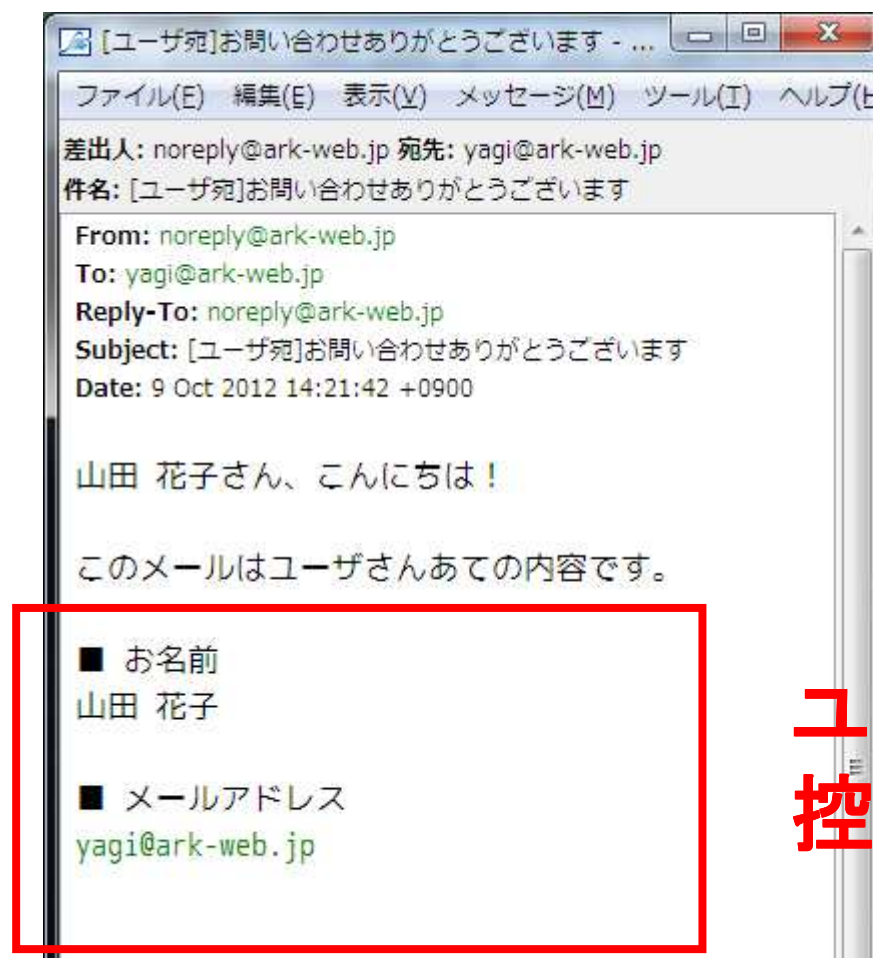 [ユーザ宛]お問い合わせありがとうございます - ...
ファイル(F) 編集(E) 表示(V) メッセージ(M) ツール(T) ヘルプ(H
差出人: noreply@ark-web.jp 宛先: yagi@ark-web.jp
件名: [ユーザ宛]お問い合わせありがとうございます
From: noreply@ark-web.jp
To: yagi@ark-web.jp
Reply-To: noreply@ark-web.jp
Subject: [ユーザ宛]お問い合わせありがとうございます
Date: 9 Oct 2012 14:21:42 +0900
山田 花子さん、こんにちは!
このメールはユーザさんあての内容です。
■ お名前
山田 花子
■ メールアドレス
yagi@ark-web.jp
ユ
控